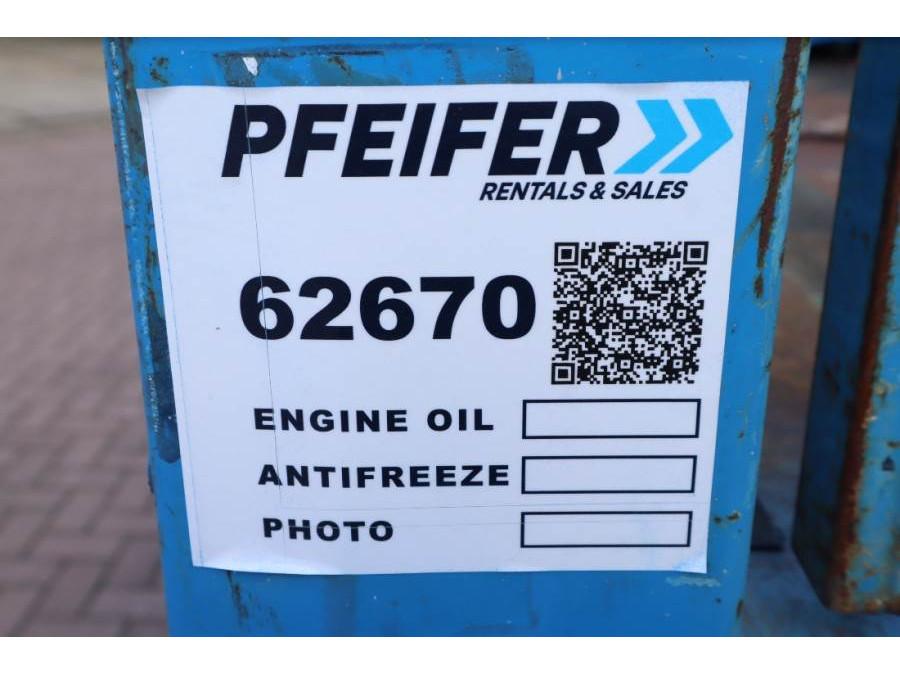 PFEIFER
RENTALS & SALES
62670
ENGINE OIL
ANTIFREEZE
PHOTO